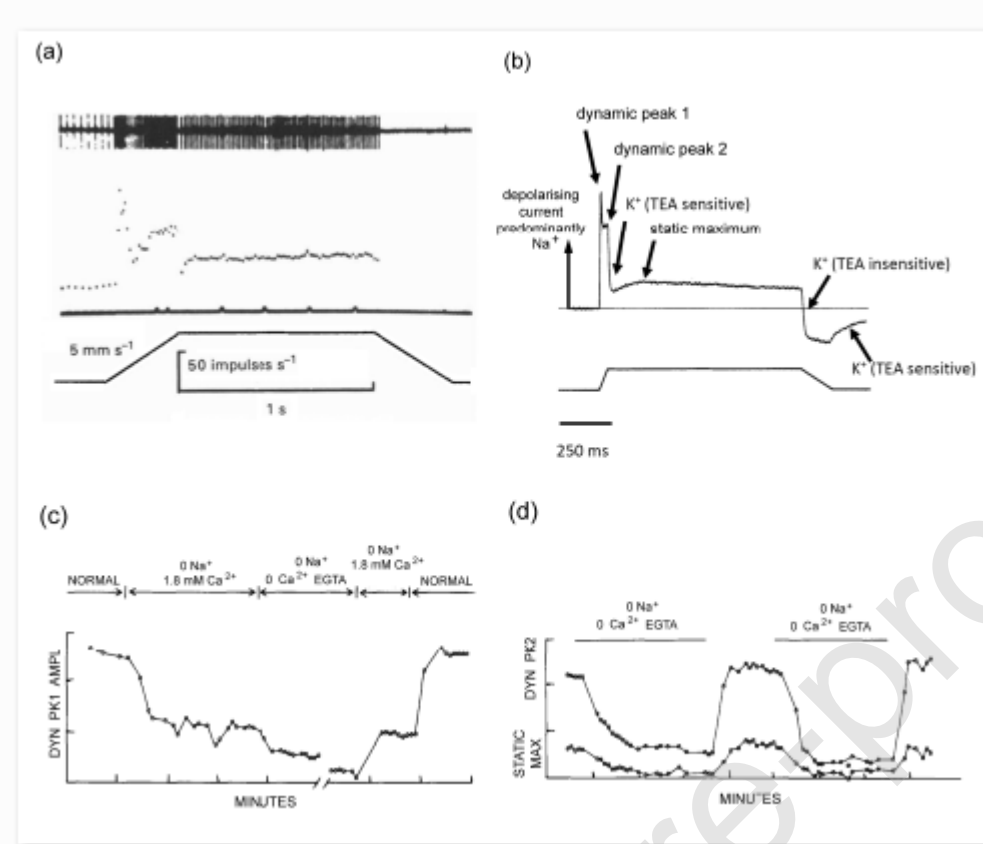 (a)
5 mm s⁻¹
50 impulses s⁻¹
1 s
(b)
dynamic peak 1
dynamic peak 2
depolarising
current
predominantly
Na⁺
K⁺ (TEA sensitive)
static maximum
K⁺ (TEA insensitive)
K⁺ (TEA sensitive)
250 ms
(c)
NORMAL
0 Na⁺
1.8 mM Ca²⁺
0 Na⁺
0 Ca²⁺ EGTA
0 Na⁺
1.8 mM Ca²⁺
NORMAL
DYN PK1 AMPL
MINUTES
(d)
0 Na⁺
0 Ca²⁺ EGTA
0 Na⁺
0 Ca²⁺ EGTA
DYN PK2
STATIC
MAX
MINUTES